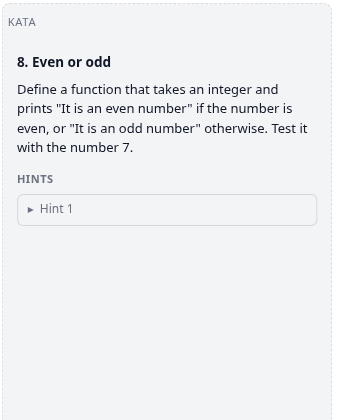 KATA
8. Even or odd
Define a function that takes an integer and
prints "It is an even number" if the number is
even, or "It is an odd number" otherwise. Test it
with the number 7.
HINTS
▸ Hint 1